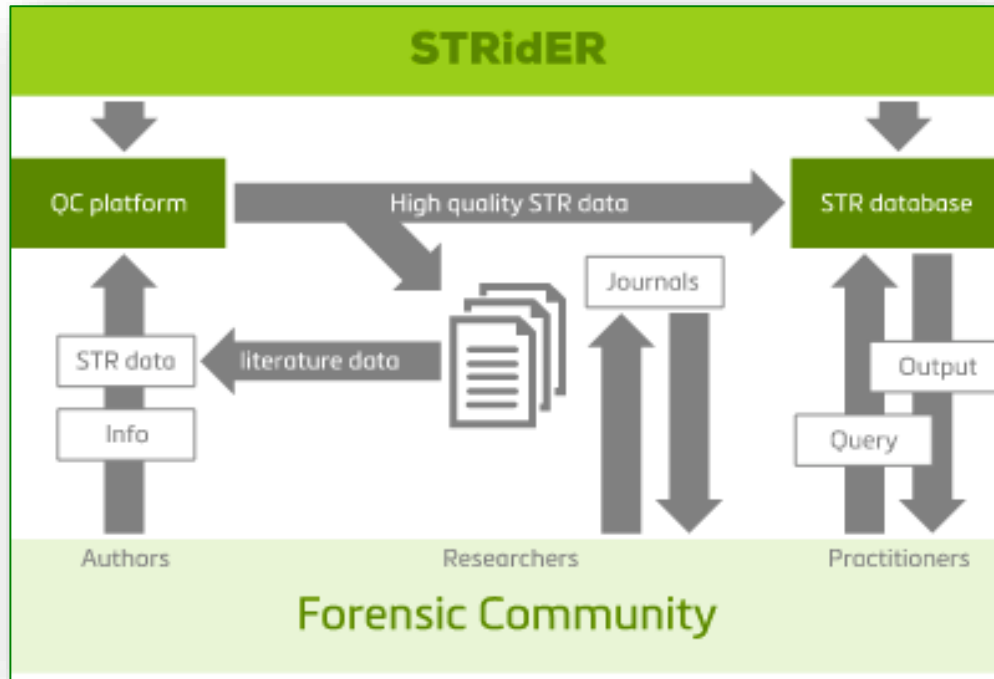 STRidER
QC platform
High quality STR data
STR database
Journals
STR data
literature data
Output
Info
Query
Authors
Researchers
Practitioners
Forensic Community